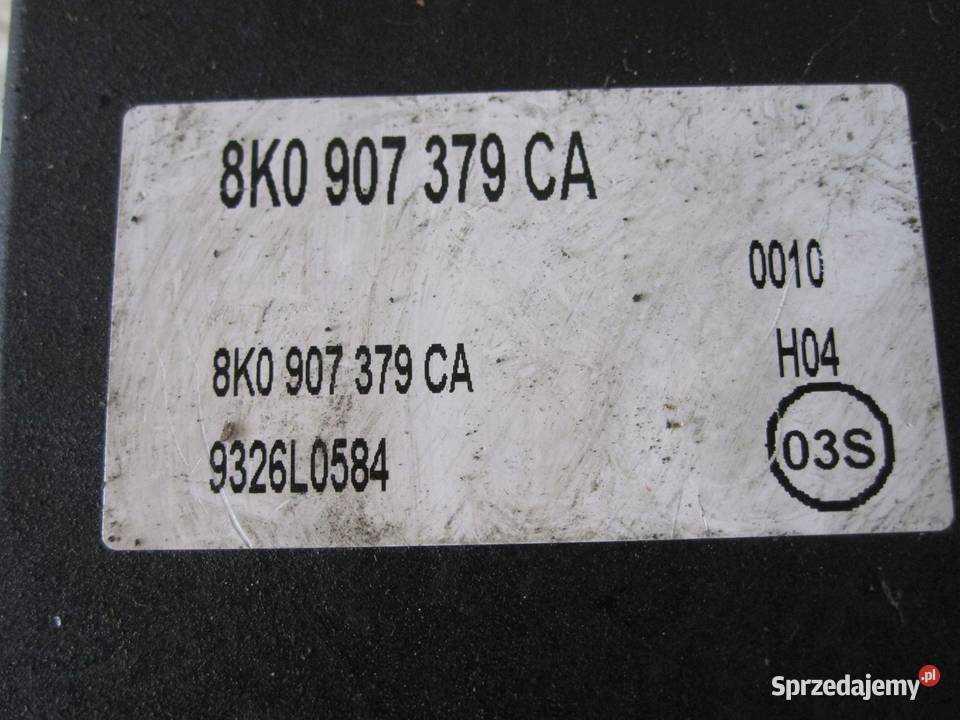 8K0 907 379 CA
0010
8K0 907 379 CA
H04
9326L0584
03S
Sprzedajemy.pl